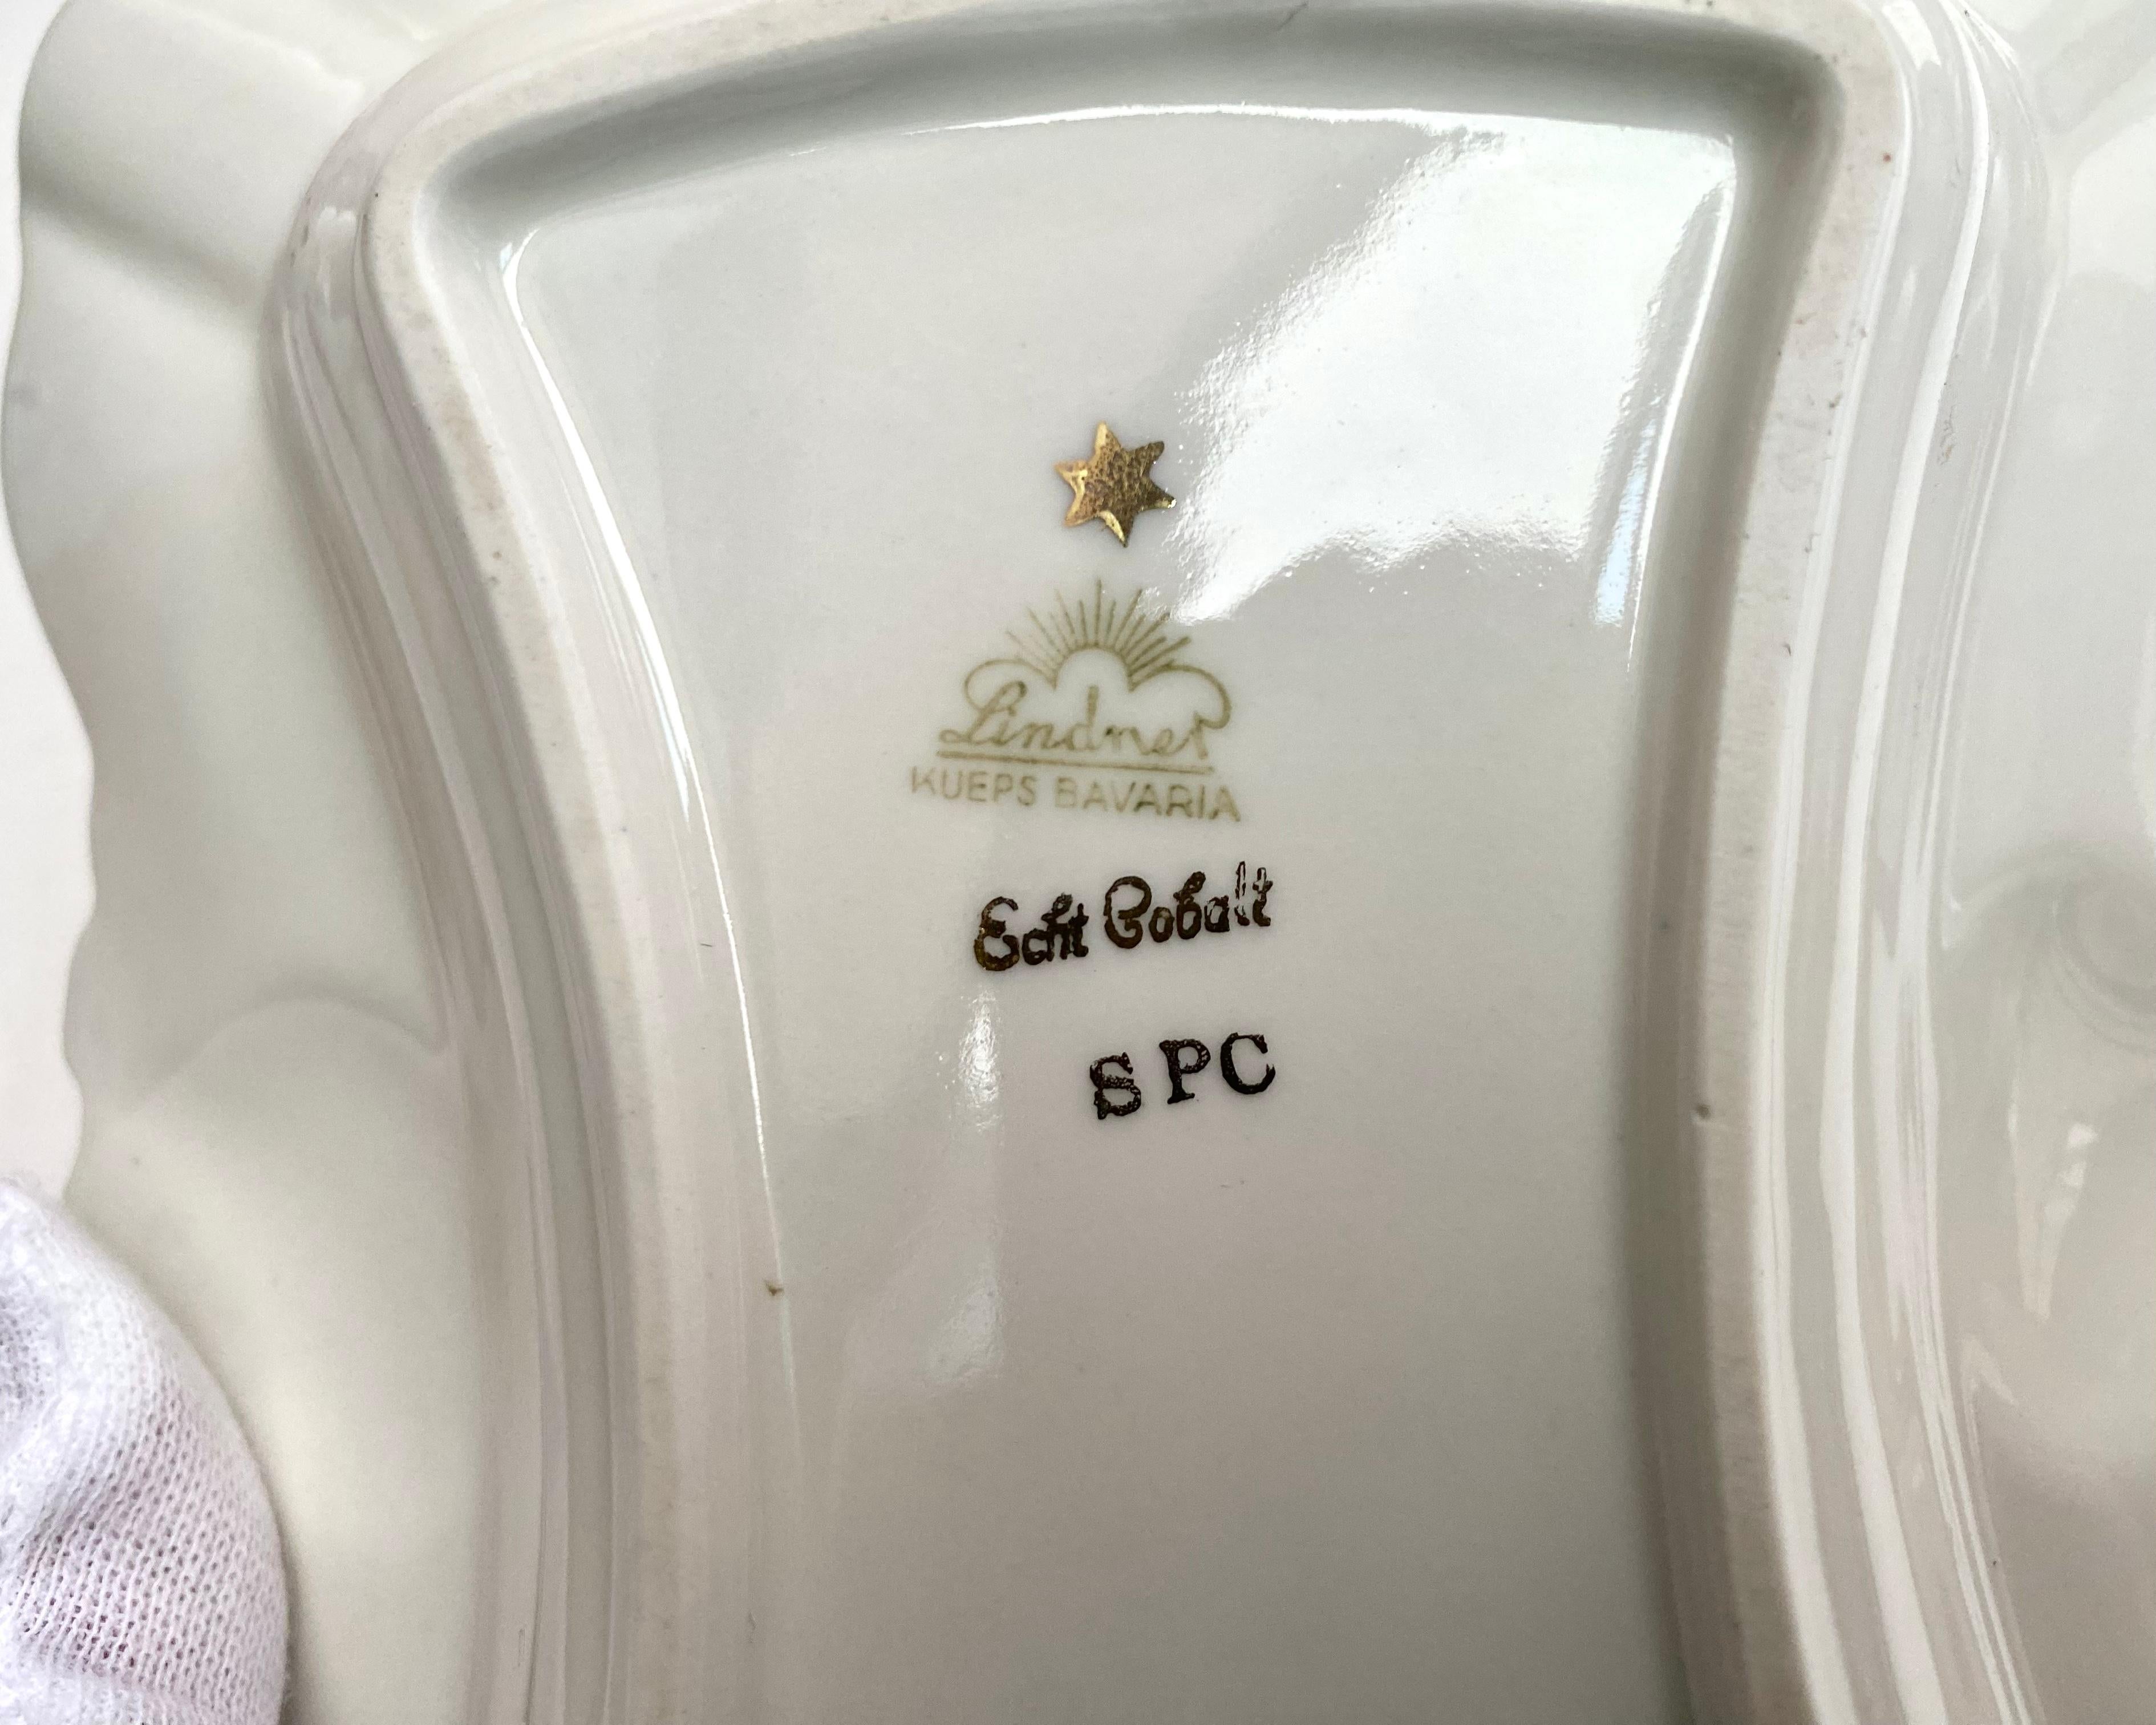 Lindner
KUEPS BAVARIA
Echt Cobalt
SPC